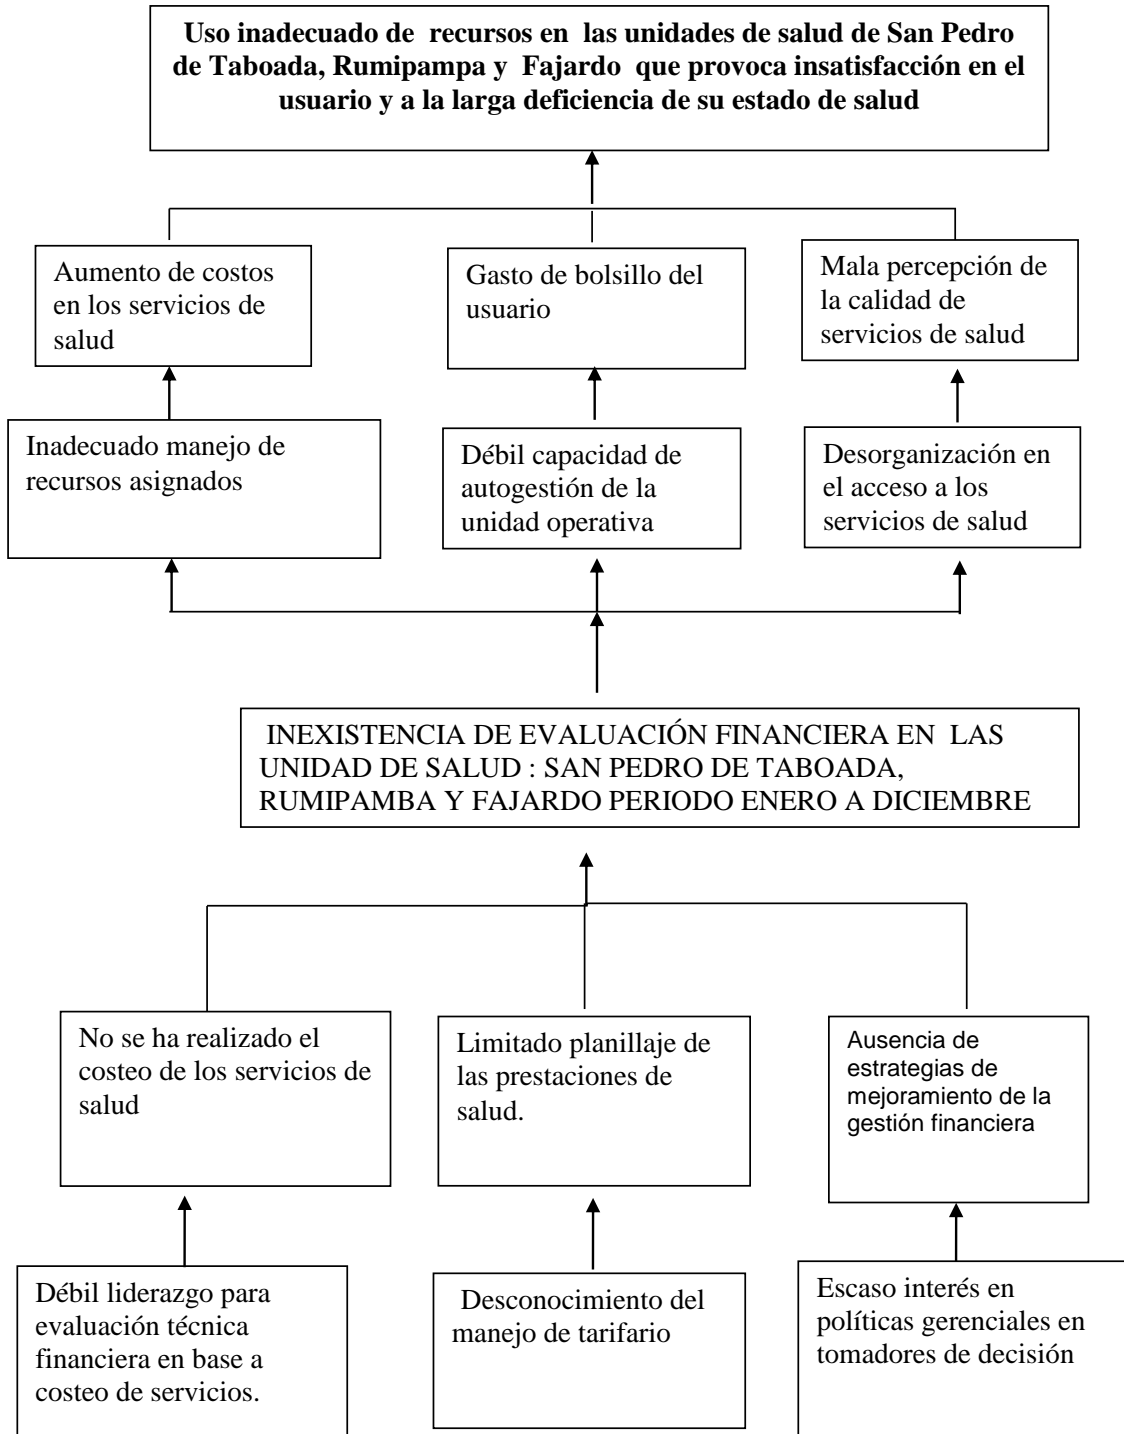 Uso inadecuado de recursos en las unidades de salud de San Pedro
de Taboada, Rumipampa y Fajardo que provoca insatisfacción en el
usuario y a la larga deficiencia de su estado de salud
Aumento de costos
en los servicios de
salud
Gasto de bolsillo del
usuario
Mala percepción de
la calidad de
servicios de salud
Inadecuado manejo de
recursos asignados
Débil capacidad de
autogestión de la
unidad operativa
Desorganización en
el acceso a los
servicios de salud
INEXISTENCIA DE EVALUACIÓN FINANCIERA EN LAS
UNIDAD DE SALUD : SAN PEDRO DE TABOADA,
RUMIPAMBA Y FAJARDO PERIODO ENERO A DICIEMBRE
No se ha realizado el
costeo de los servicios de
salud
Limitado planillaje de
las prestaciones de
salud.
Ausencia de
estrategias de
mejoramiento de la
gestión financiera
Débil liderazgo para
evaluación técnica
financiera en base a
costeo de servicios.
Desconocimiento del
manejo de tarifario
Escaso interés en
políticas gerenciales en
tomadores de decisión